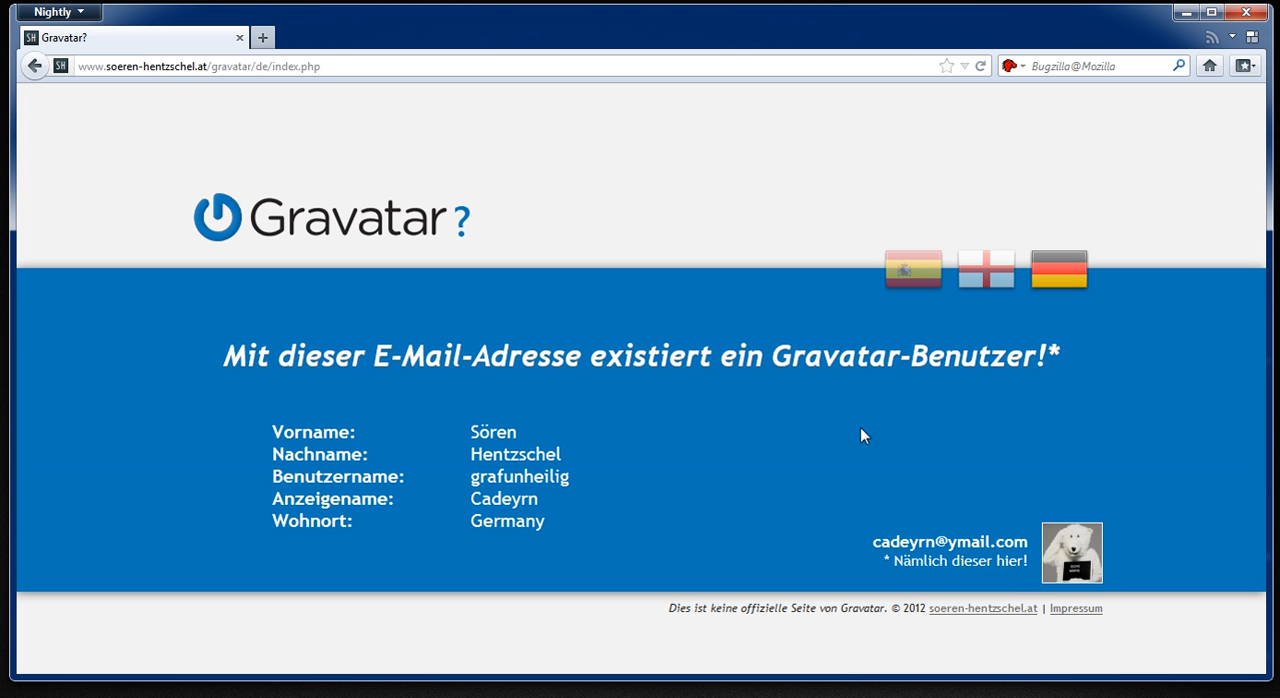 Nightly
SH Gravatar?
SH www.soeren-hentzschel.at/gravatar/de/index.php
Bugzilla@Mozilla
Gravatar?
Mit dieser E-Mail-Adresse existiert ein Gravatar-Benutzer!*
Vorname: Sören
Nachname: Hentzschel
Benutzername: grafunheilig
Anzeigename: Cadeyrn
Wohnort: Germany
cadeyrn@ymail.com
* Nämlich dieser hier!
Dies ist keine offizielle Seite von Gravatar. © 2012 soeren-hentzschel.at | Impressum